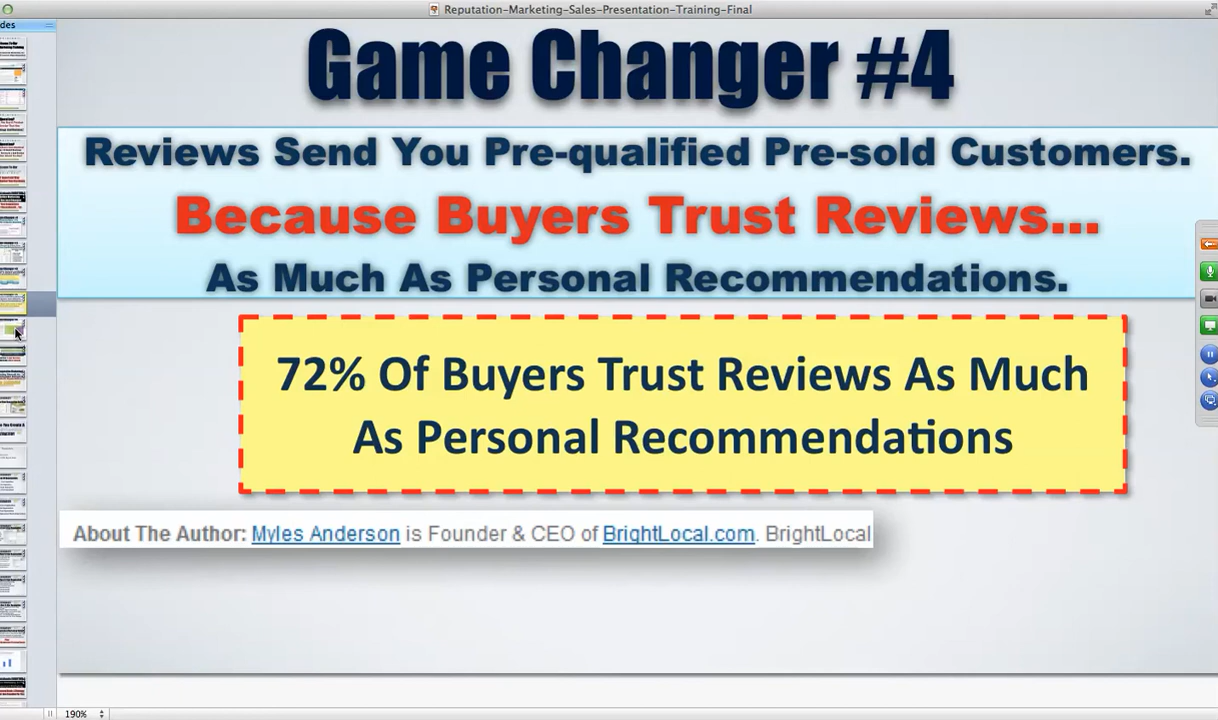 Reputation-Marketing-Sales-Presentation-Training-Final
des
Game Changer #4
Reviews Send You Pre-qualified Pre-sold Customers.
Because Buyers Trust Reviews...
As Much As Personal Recommendations.
72% Of Buyers Trust Reviews As Much
As Personal Recommendations
About The Author: Myles Anderson is Founder & CEO of BrightLocal.com. BrightLocal
190%